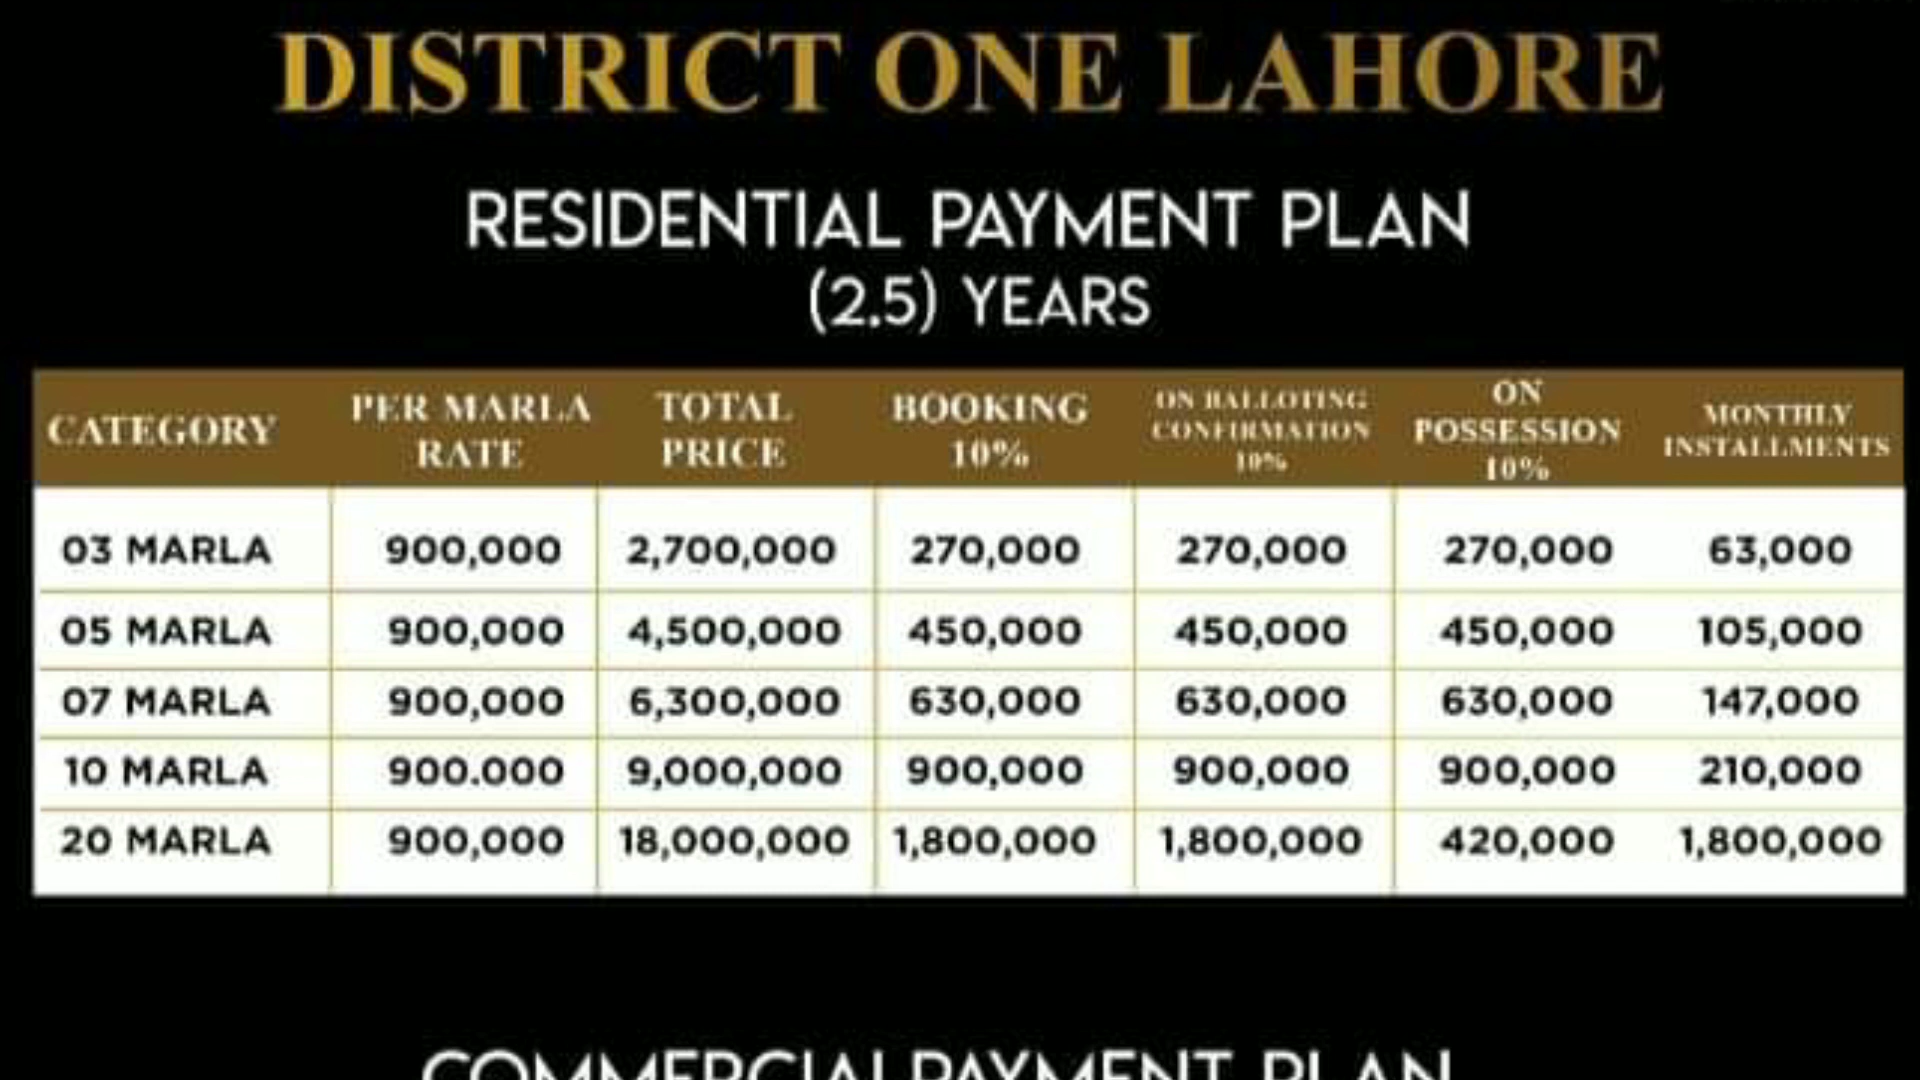 DISTRICT ONE LAHORE
RESIDENTIAL PAYMENT PLAN
(2.5) YEARS
CATEGORY PER MARLA RATE TOTAL PRICE BOOKING 10% ON BALLOTING CONFIRMATION 10% ON POSSESSION 10% MONTHLY INSTALLMENTS
03 MARLA 900,000 2,700,000 270,000 270,000 270,000 63,000
05 MARLA 900,000 4,500,000 450,000 450,000 450,000 105,000
07 MARLA 900,000 6,300,000 630,000 630,000 630,000 147,000
10 MARLA 900.000 9,000,000 900,000 900,000 900,000 210,000
20 MARLA 900,000 18,000,000 1,800,000 1,800,000 420,000 1,800,000
COMMERCIAL PAYMENT PLAN